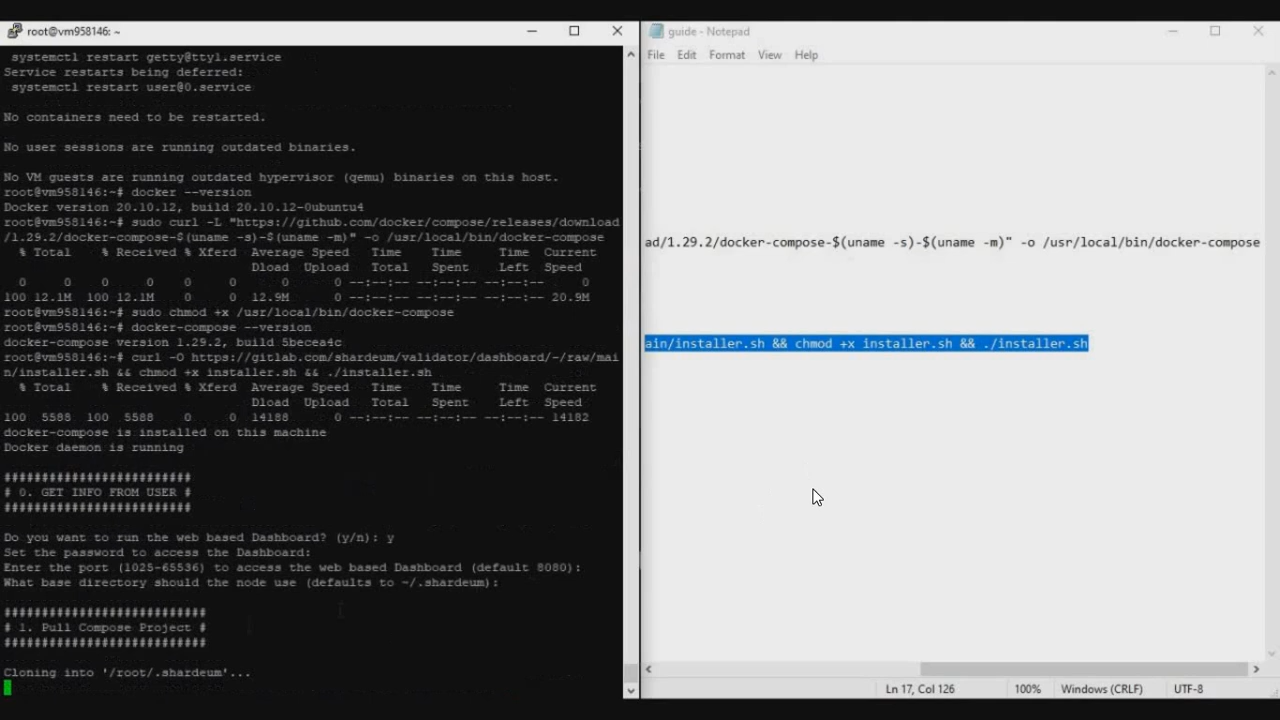 root@vm958146: ~
systemctl restart getty@tty1.service
Service restarts being deferred:
systemctl restart user@0.service
No containers need to be restarted.
No user sessions are running outdated binaries.
No VM guests are running outdated hypervisor (qemu) binaries on this host.
root@vm958146:~# docker --version
Docker version 20.10.12, build 20.10.12-0ubuntu4
root@vm958146:~# sudo curl -L "https://github.com/docker/compose/releases/download
/1.29.2/docker-compose-$(uname -s)-$(uname -m)" -o /usr/local/bin/docker-compose
% Total % Received % Xferd Average Speed Time Time Time Current
Dload Upload Total Spent Left Speed
0 0 0 0 0 0 0 0 --:--:-- --:--:-- --:--:-- 0
100 12.1M 100 12.1M 0 0 12.9M 0 --:--:-- --:--:-- --:--:-- 20.9M
root@vm958146:~# sudo chmod +x /usr/local/bin/docker-compose
root@vm958146:~# docker-compose --version
docker-compose version 1.29.2, build 5becea4c
root@vm958146:~# curl -O https://gitlab.com/shardeum/validator/dashboard/-/raw/mai
n/installer.sh && chmod +x installer.sh && ./installer.sh
% Total % Received % Xferd Average Speed Time Time Time Current
Dload Upload Total Spent Left Speed
100 5588 100 5588 0 0 14188 0 --:--:-- --:--:-- --:--:-- 14182
docker-compose is installed on this machine
Docker daemon is running
#########################
# 0. GET INFO FROM USER #
#########################
Do you want to run the web based Dashboard? (y/n): y
Set the password to access the Dashboard:
Enter the port (1025-65536) to access the web based Dashboard (default 8080):
What base directory should the node use (defaults to ~/.shardeum):
###########################
# 1. Pull Compose Project #
###########################
Cloning into '/root/.shardeum'...
guide - Notepad
File Edit Format View Help
ad/1.29.2/docker-compose-$(uname -s)-$(uname -m)" -o /usr/local/bin/docker-compose
ain/installer.sh && chmod +x installer.sh && ./installer.sh
Ln 17, Col 126 100% Windows (CRLF) UTF-8